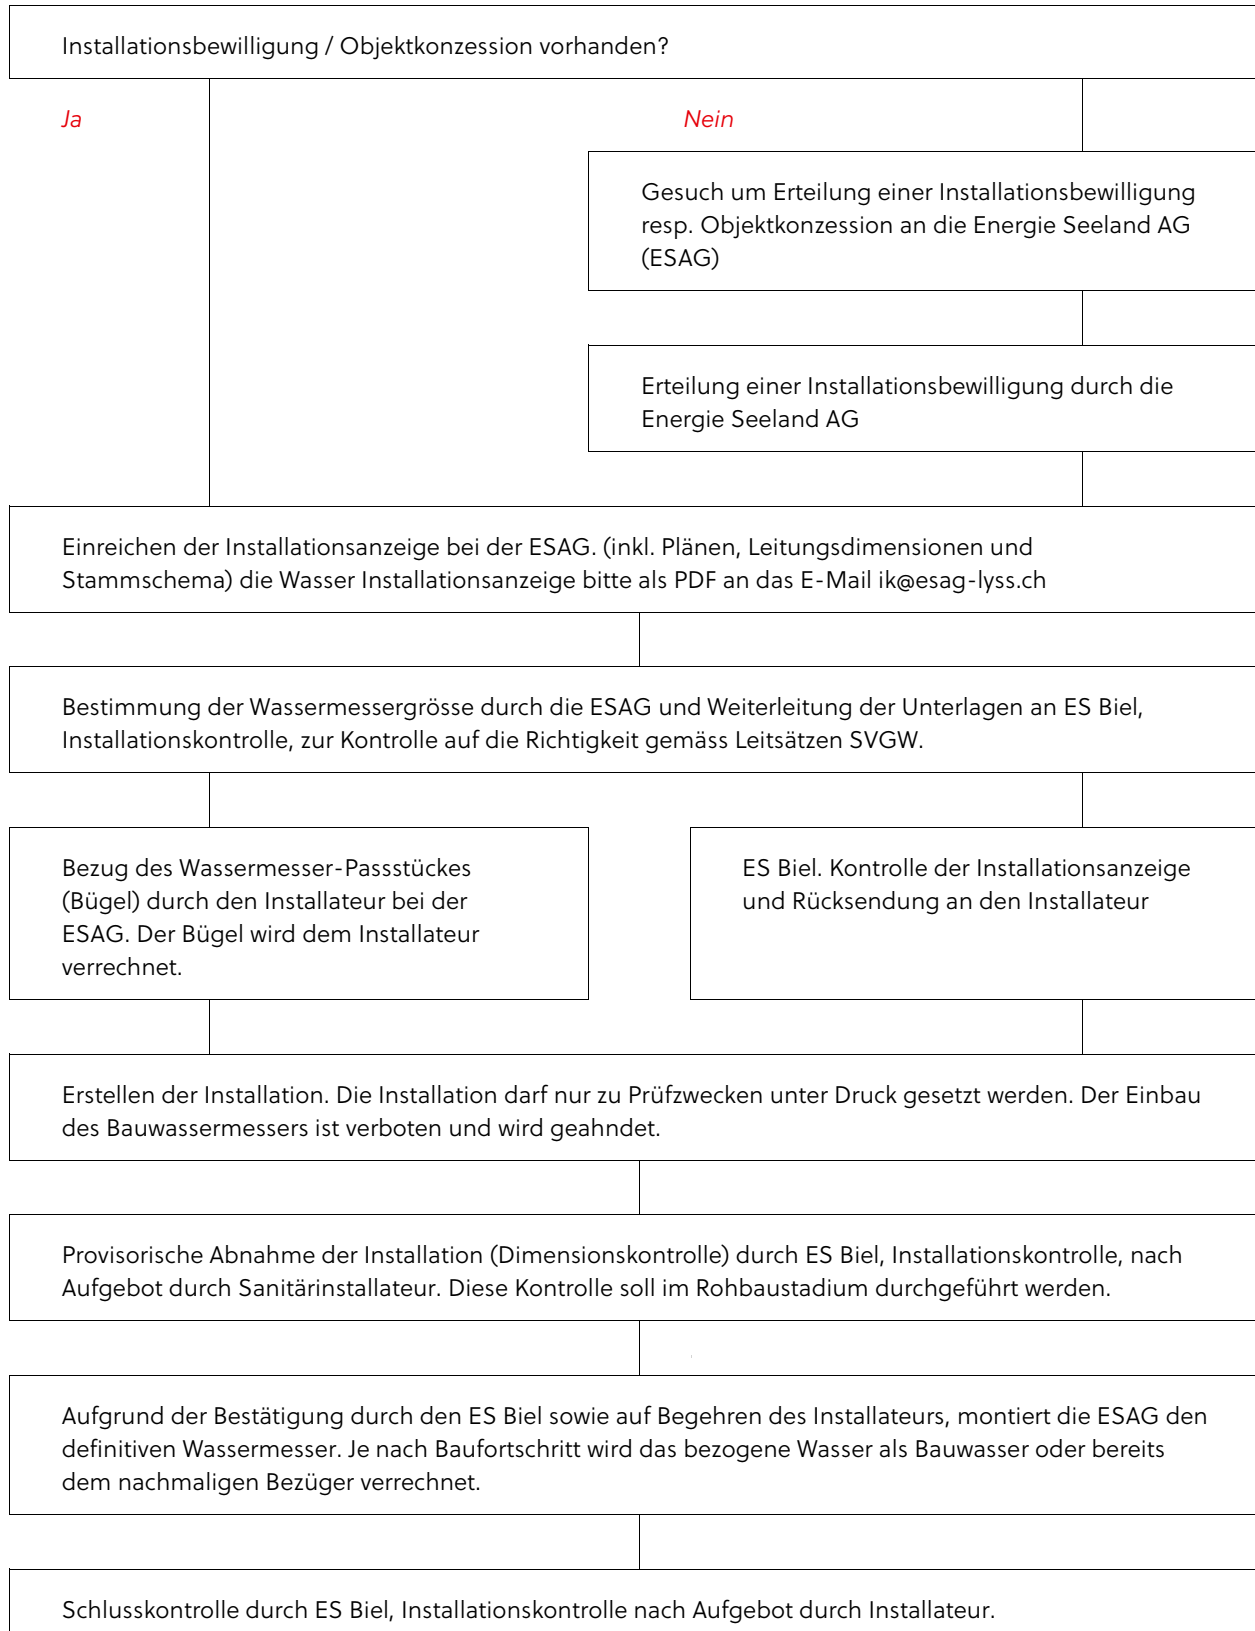 Installationsbewilligung / Objektkonzession vorhanden?
Ja
Nein
Gesuch um Erteilung einer Installationsbewilligung
resp. Objektkonzession an die Energie Seeland AG
(ESAG)
Erteilung einer Installationsbewilligung durch die
Energie Seeland AG
Einreichen der Installationsanzeige bei der ESAG. (inkl. Plänen, Leitungsdimensionen und
Stammschema) die Wasser Installationsanzeige bitte als PDF an das E-Mail ik@esag-lyss.ch
Bestimmung der Wassermessergrösse durch die ESAG und Weiterleitung der Unterlagen an ES Biel,
Installationskontrolle, zur Kontrolle auf die Richtigkeit gemäss Leitsätzen SVGW.
Bezug des Wassermesser-Passstückes
(Bügel) durch den Installateur bei der
ESAG. Der Bügel wird dem Installateur
verrechnet.
ES Biel. Kontrolle der Installationsanzeige
und Rücksendung an den Installateur
Erstellen der Installation. Die Installation darf nur zu Prüfzwecken unter Druck gesetzt werden. Der Einbau
des Bauwassermessers ist verboten und wird geahndet.
Provisorische Abnahme der Installation (Dimensionskontrolle) durch ES Biel, Installationskontrolle, nach
Aufgebot durch Sanitärinstallateur. Diese Kontrolle soll im Rohbaustadium durchgeführt werden.
Aufgrund der Bestätigung durch den ES Biel sowie auf Begehren des Installateurs, montiert die ESAG den
definitiven Wassermesser. Je nach Baufortschritt wird das bezogene Wasser als Bauwasser oder bereits
dem nachmaligen Bezüger verrechnet.
Schlusskontrolle durch ES Biel, Installationskontrolle nach Aufgebot durch Installateur.